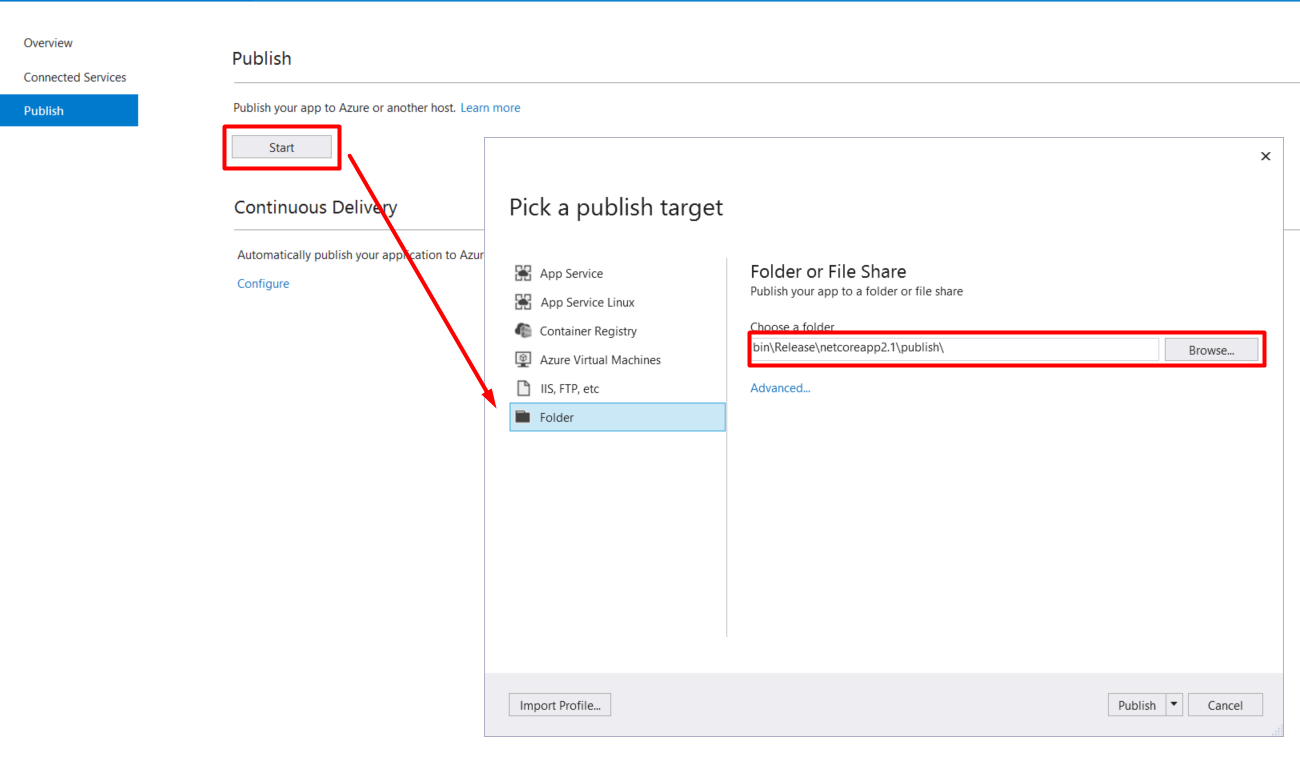 Overview
Connected Services
Publish
Publish
Publish your app to Azure or another host. Learn more
Start
Continuous Delivery
Automatically publish your application to Azur
Configure
Pick a publish target
App Service
App Service Linux
Container Registry
Azure Virtual Machines
IIS, FTP, etc
Folder
Folder or File Share
Publish your app to a folder or file share
Choose a folder
bin\Release\netcoreapp2.1\publish\
Browse...
Advanced...
Import Profile...
Publish
Cancel